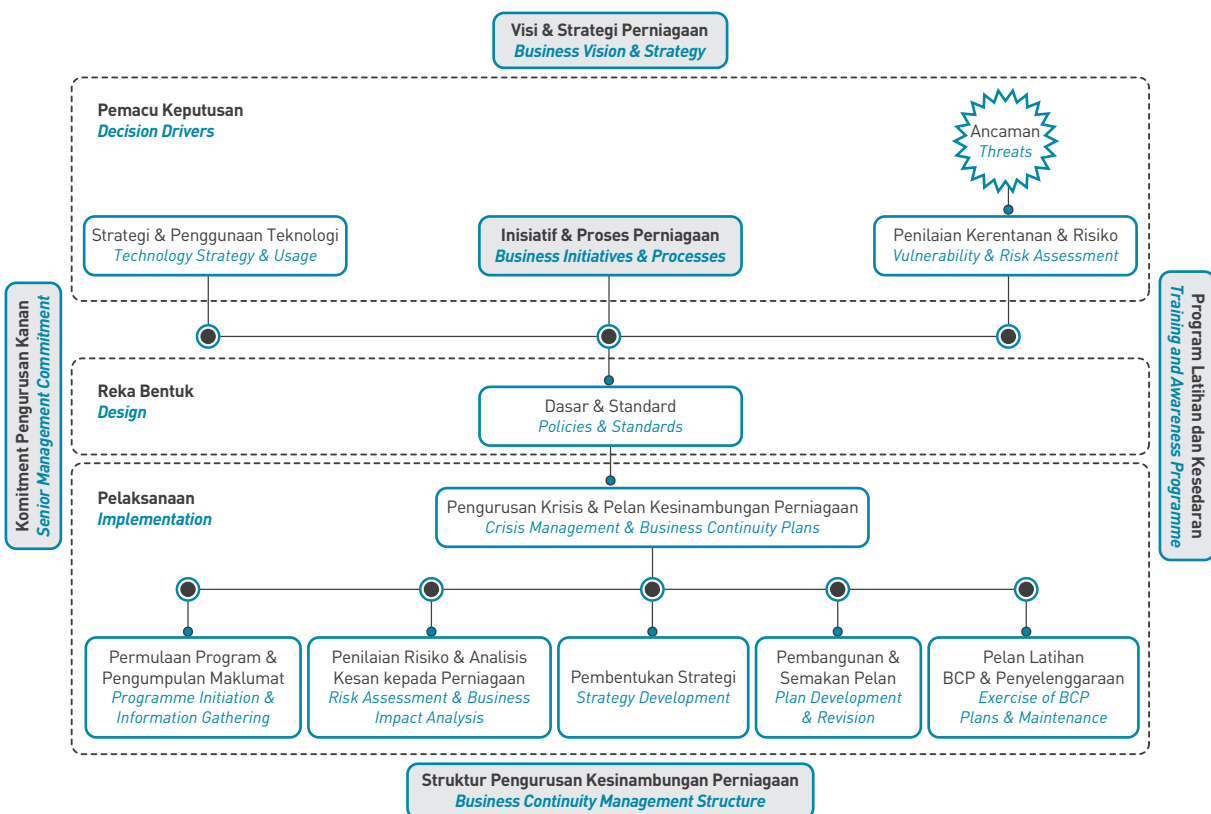 Visi & Strategi Perniagaan
Business Vision & Strategy
Pemacu Keputusan
Decision Drivers
Ancaman
Threats
Strategi & Penggunaan Teknologi
Technology Strategy & Usage
Inisiatif & Proses Perniagaan
Business Initiatives & Processes
Penilaian Kerentanan & Risiko
Vulnerability & Risk Assessment
Komitment Pengurusan Kanan
Senior Management Commitment
Program Latihan dan Kesedaran
Training and Awareness Programme
Reka Bentuk
Design
Dasar & Standard
Policies & Standards
Pelaksanaan
Implementation
Pengurusan Krisis & Pelan Kesinambungan Perniagaan
Crisis Management & Business Continuity Plans
Permulaan Program &
Pengumpulan Maklumat
Programme Initiation &
Information Gathering
Penilaian Risiko & Analisis
Kesan kepada Perniagaan
Risk Assessment & Business
Impact Analysis
Pembentukan Strategi
Strategy Development
Pembangunan &
Semakan Pelan
Plan Development
& Revision
Pelan Latihan
BCP & Penyelenggaraan
Exercise of BCP
Plans & Maintenance
Struktur Pengurusan Kesinambungan Perniagaan
Business Continuity Management Structure